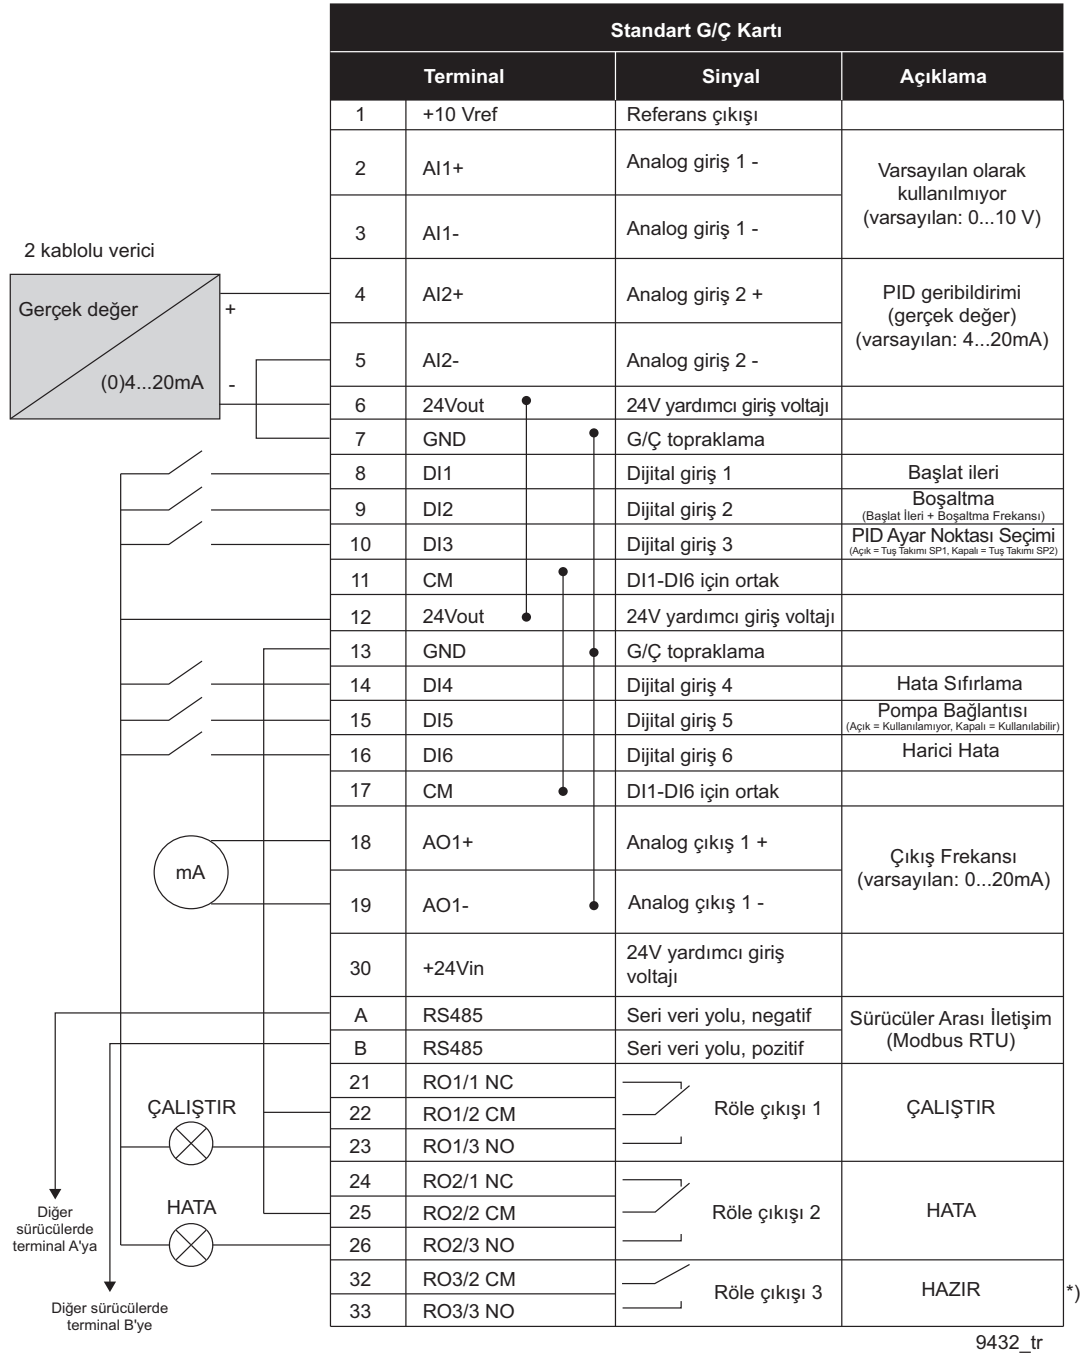 Standart G/Ç Kartı
Terminal Sinyal Açıklama
1 +10 Vref Referans çıkışı
2 AI1+ Analog giriş 1 -
Varsayılan olarak
kullanılmıyor
(varsayılan: 0...10 V)
3 AI1- Analog giriş 1 -
2 kablolu verici
Gerçek değer
+
(0)4...20mA
-
4 AI2+ Analog giriş 2 +
PID geribildirimi
(gerçek değer)
(varsayılan: 4...20mA)
5 AI2- Analog giriş 2 -
6 24Vout 24V yardımcı giriş voltajı
7 GND G/Ç topraklama
8 DI1 Dijital giriş 1 Başlat ileri
9 DI2 Dijital giriş 2 Boşaltma
(Başlat İleri + Boşaltma Frekansı)
10 DI3 Dijital giriş 3 PID Ayar Noktası Seçimi
(Açık = Tuş Takımı SP1, Kapalı = Tuş Takımı SP2)
11 CM DI1-DI6 için ortak
12 24Vout 24V yardımcı giriş voltajı
13 GND G/Ç topraklama
14 DI4 Dijital giriş 4 Hata Sıfırlama
15 DI5 Dijital giriş 5 Pompa Bağlantısı
(Açık = Kullanılamıyor, Kapalı = Kullanılabilir)
16 DI6 Dijital giriş 6 Harici Hata
17 CM DI1-DI6 için ortak
mA
18 AO1+ Analog çıkış 1 +
Çıkış Frekansı
(varsayılan: 0...20mA)
19 AO1- Analog çıkış 1 -
30 +24Vin 24V yardımcı giriş
voltajı
A RS485 Seri veri yolu, negatif
Sürücüler Arası İletişim
(Modbus RTU)
B RS485 Seri veri yolu, pozitif
21 RO1/1 NC
ÇALIŞTIR
22 RO1/2 CM Röle çıkışı 1 ÇALIŞTIR
23 RO1/3 NO
24 RO2/1 NC
HATA
25 RO2/2 CM Röle çıkışı 2 HATA
26 RO2/3 NO
Diğer
sürücülerde
terminal A'ya
32 RO3/2 CM
Röle çıkışı 3 HAZIR *)
33 RO3/3 NO
Diğer sürücülerde
terminal B'ye
9432_tr